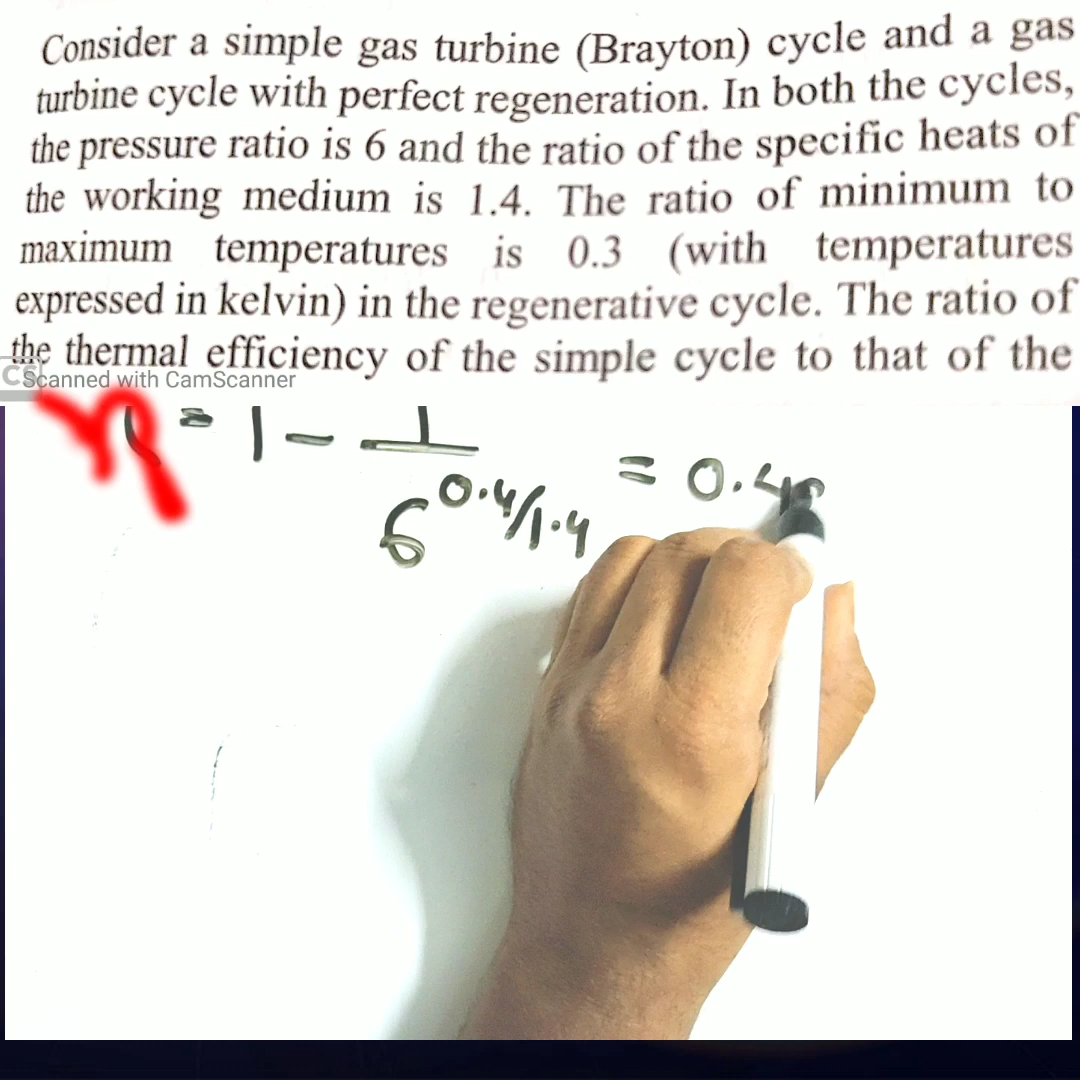 Consider a simple gas turbine (Brayton) cycle and a gas
turbine cycle with perfect regeneration. In both the cycles,
the pressure ratio is 6 and the ratio of the specific heats of
the working medium is 1.4. The ratio of minimum to
maximum temperatures is 0.3 (with temperatures
expressed in kelvin) in the regenerative cycle. The ratio of
the thermal efficiency of the simple cycle to that of the
CS Scanned with CamScanner
η = 1 - 1
6^0.4/1.4 = 0.4